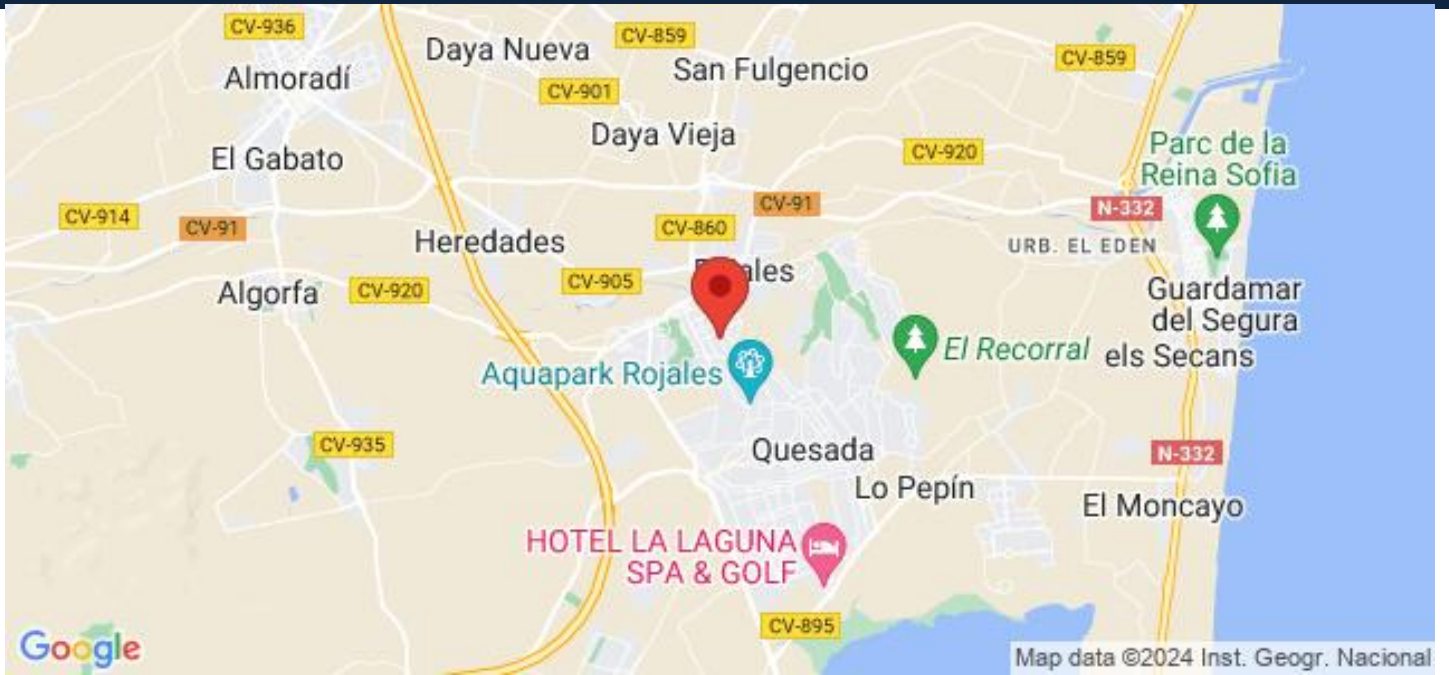 CV-936
Daya Nueva
CV-859
San Fulgencio
CV-859
Almoradí
CV-901
Daya Vieja
Parc de la
Reina Sofia
El Gabato
CV-920
CV-914
CV-91
CV-860
CV-91
N-332
Heredades
URB. EL EDEN
Algorfa
CV-920
CV-905
Guardamar
del Segura
Aquapark Rojales
El Recorral
els Secans
CV-935
Quesada
N-332
Lo Pepín
El Moncayo
HOTEL LA LAGUNA
SPA & GOLF
CV-895
Google
Map data ©2024 Inst. Geogr. Nacional